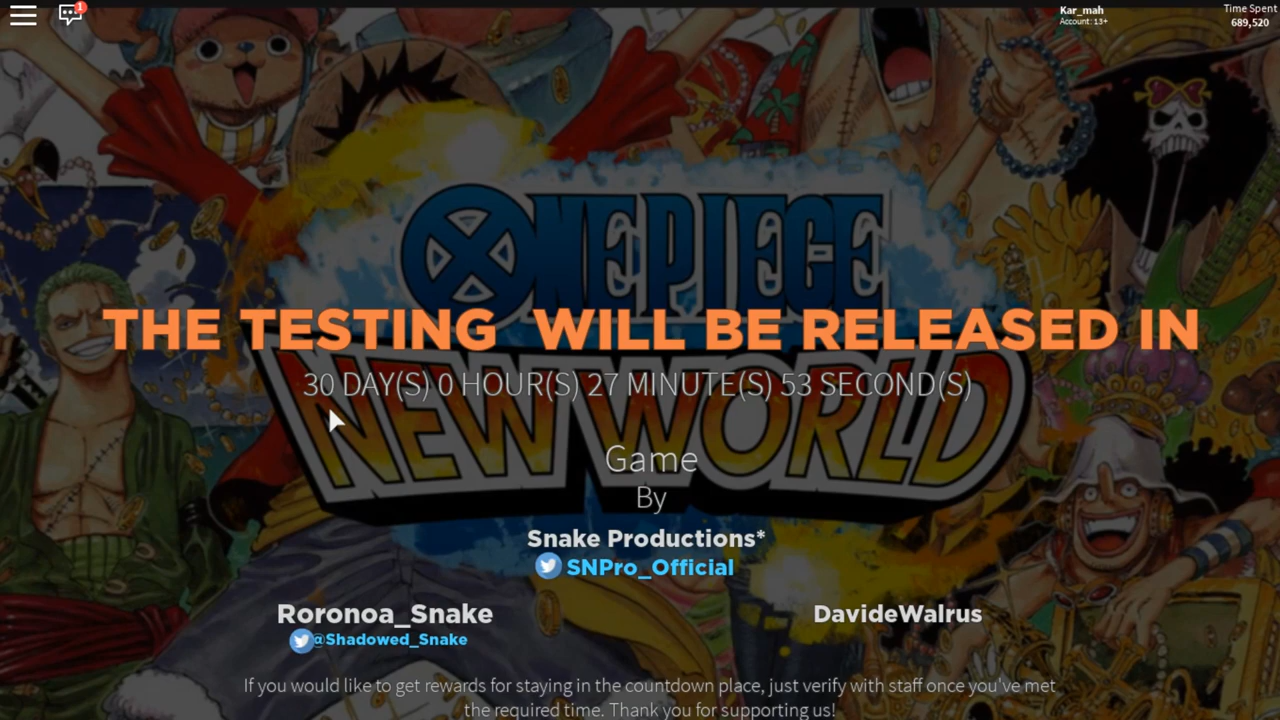 1
Kar_mah
Account: 13+
Time Spent
689,520
ONE PIECE
THE TESTING WILL BE RELEASED IN
30 DAY(S) 0 HOUR(S) 27 MINUTE(S) 53 SECOND(S)
NEW WORLD
Game
By
Snake Productions*
SNPro_Official
Roronoa_Snake
@Shadowed_Snake
DavideWalrus
If you would like to get rewards for staying in the countdown place, just verify with staff once you've met
the required time. Thank you for supporting us!